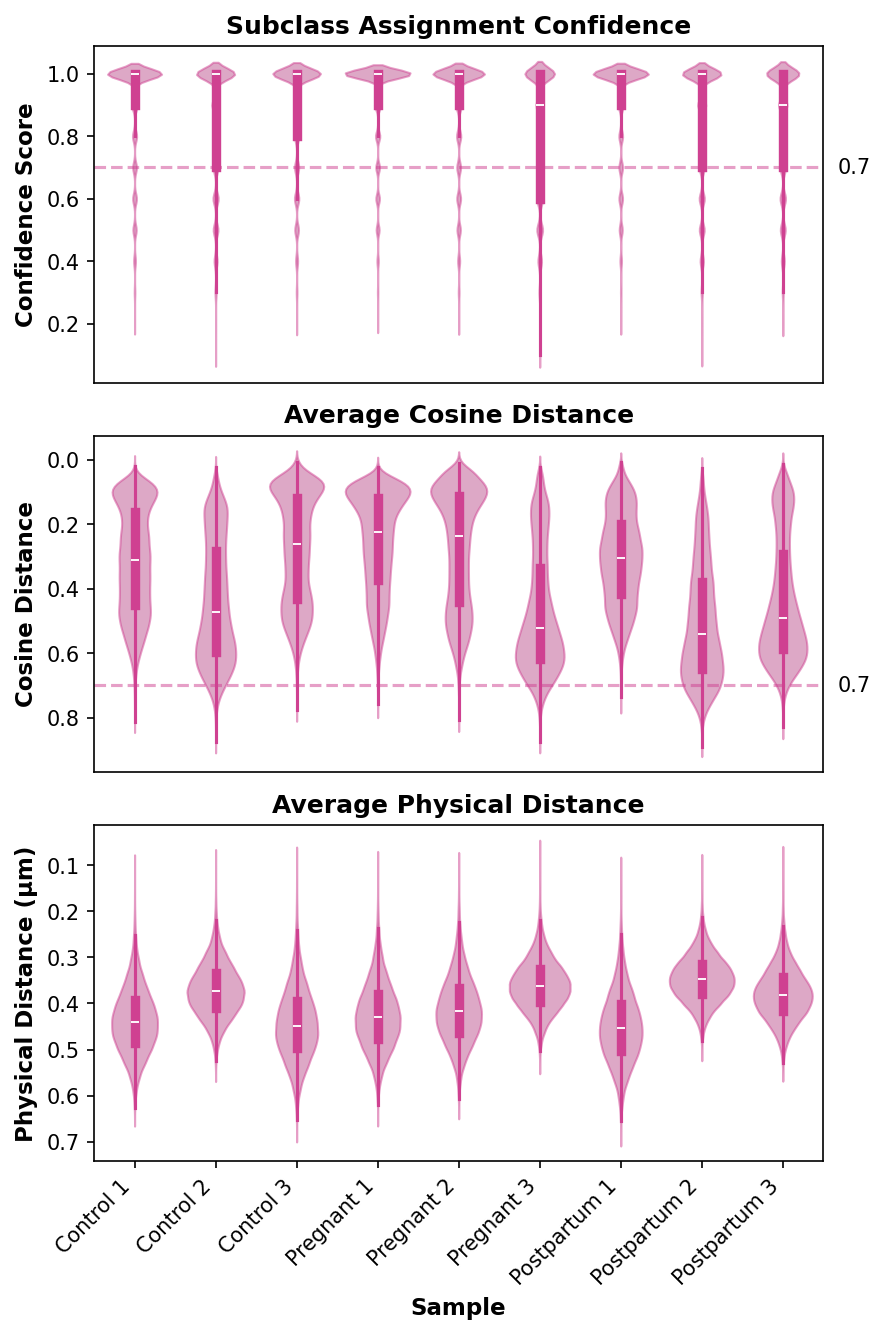 Subclass Assignment Confidence
Confidence Score
1.0
0.8
0.6
0.4
0.2
0.7
Average Cosine Distance
Cosine Distance
0.0
0.2
0.4
0.6
0.8
0.7
Average Physical Distance
Physical Distance (μm)
0.1
0.2
0.3
0.4
0.5
0.6
0.7
Control 1
Control 2
Control 3
Pregnant 1
Pregnant 2
Pregnant 3
Postpartum 1
Postpartum 2
Postpartum 3
Sample